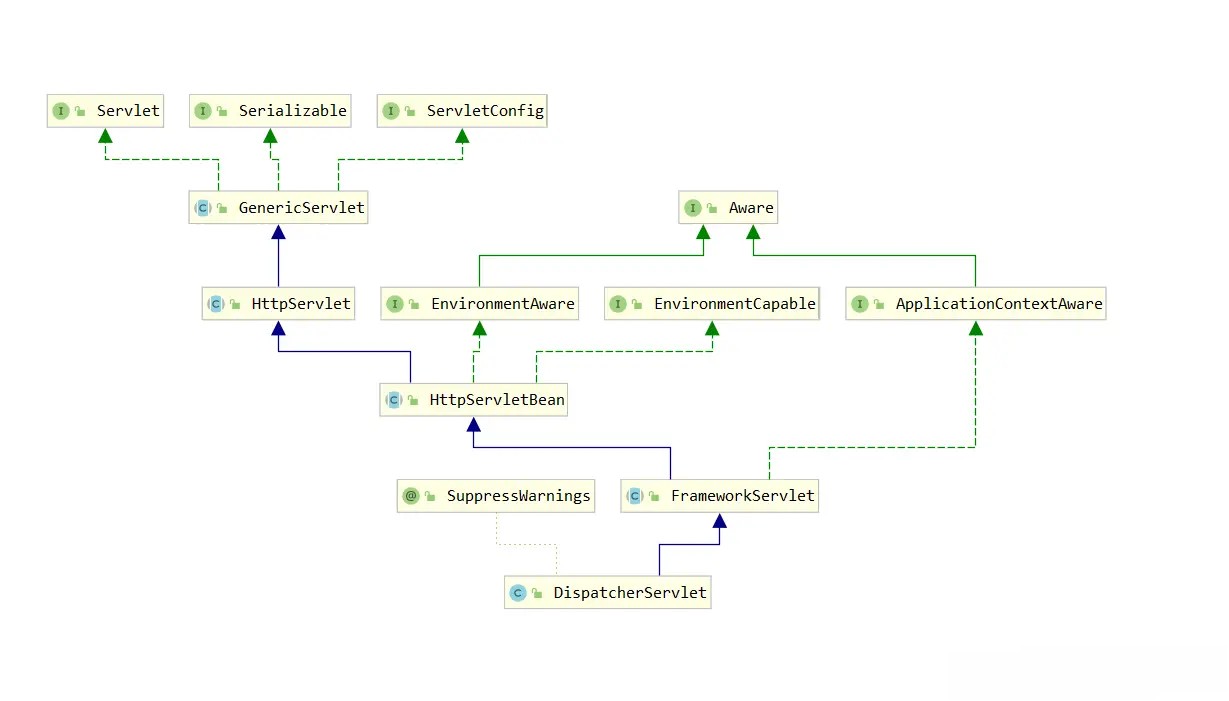 I Servlet
I Serializable
I ServletConfig
C GenericServlet
I Aware
C HttpServlet
I EnvironmentAware
I EnvironmentCapable
I ApplicationContextAware
C HttpServletBean
@ SuppressWarnings
C FrameworkServlet
C DispatcherServlet